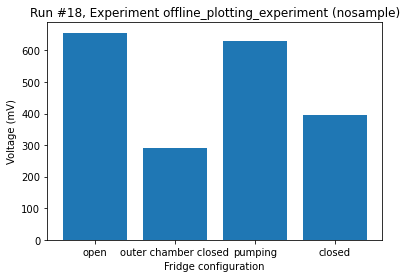 Run #18, Experiment offline_plotting_experiment (nosample)
Voltage (mV)
600
500
400
300
200
100
0
open outer chamber closed pumping closed
Fridge configuration